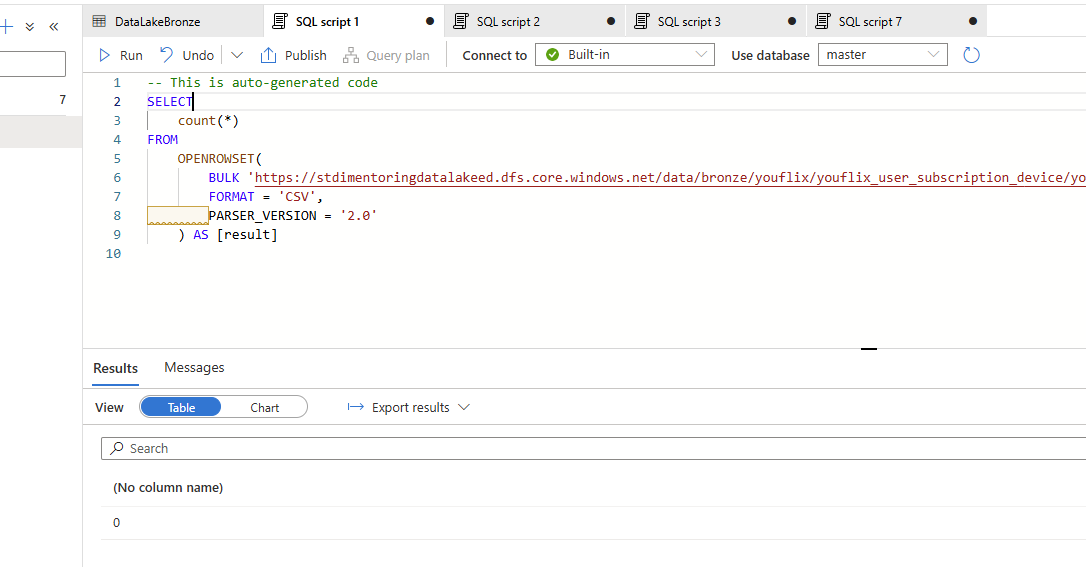 DataLakeBronze SQL script 1 SQL script 2 SQL script 3 SQL script 7
Run Undo Publish Query plan Connect to Built-in Use database master
7
1 -- This is auto-generated code
2 SELECT
3 count(*)
4 FROM
5 OPENROWSET(
6 BULK 'https://stdimentoringdatalakeed.dfs.core.windows.net/data/bronze/youflix/youflix_user_subscription_device/yo
7 FORMAT = 'CSV',
8 PARSER_VERSION = '2.0'
9 ) AS [result]
10
Results Messages
View Table Chart Export results
Search
(No column name)
0